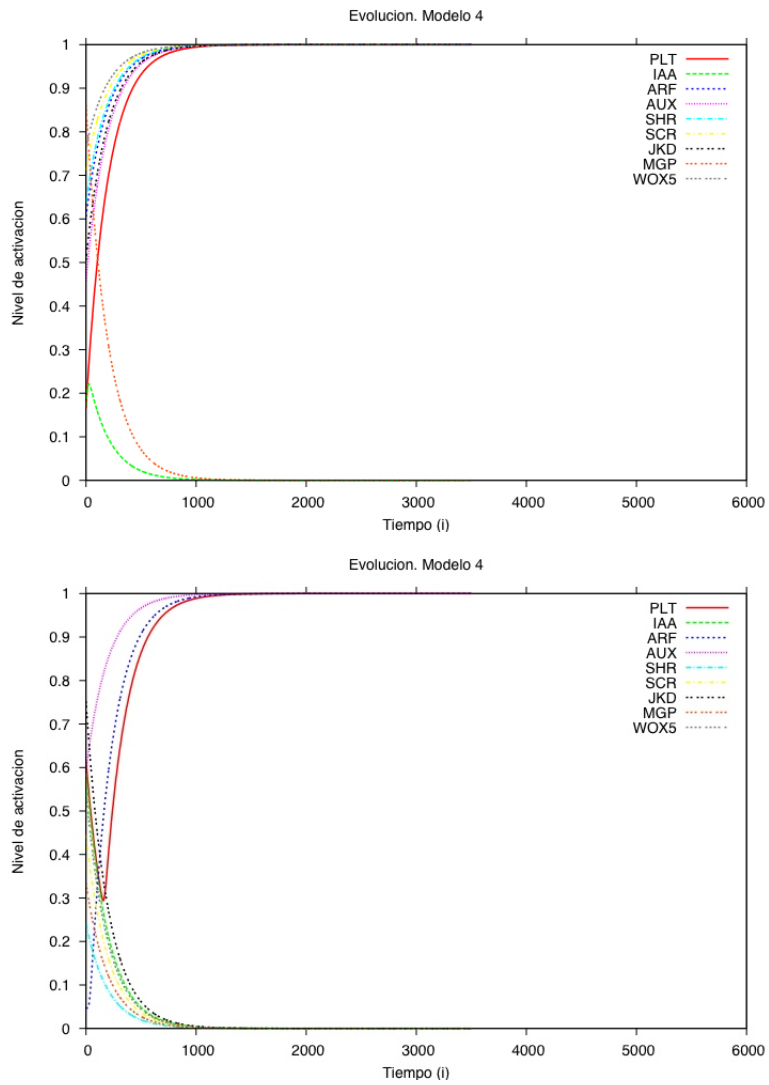 Evolucion. Modelo 4
1
0.9
0.8
0.7
0.6
0.5
0.4
0.3
0.2
0.1
0
Nivel de activacion
PLT
IAA
ARF
AUX
SHR
SCR
JKD
MGP
WOX5
0 1000 2000 3000 4000 5000 6000
Tiempo (i)
Evolucion. Modelo 4
1
0.9
0.8
0.7
0.6
0.5
0.4
0.3
0.2
0.1
0
Nivel de activacion
PLT
IAA
ARF
AUX
SHR
SCR
JKD
MGP
WOX5
0 1000 2000 3000 4000 5000 6000
Tiempo (i)